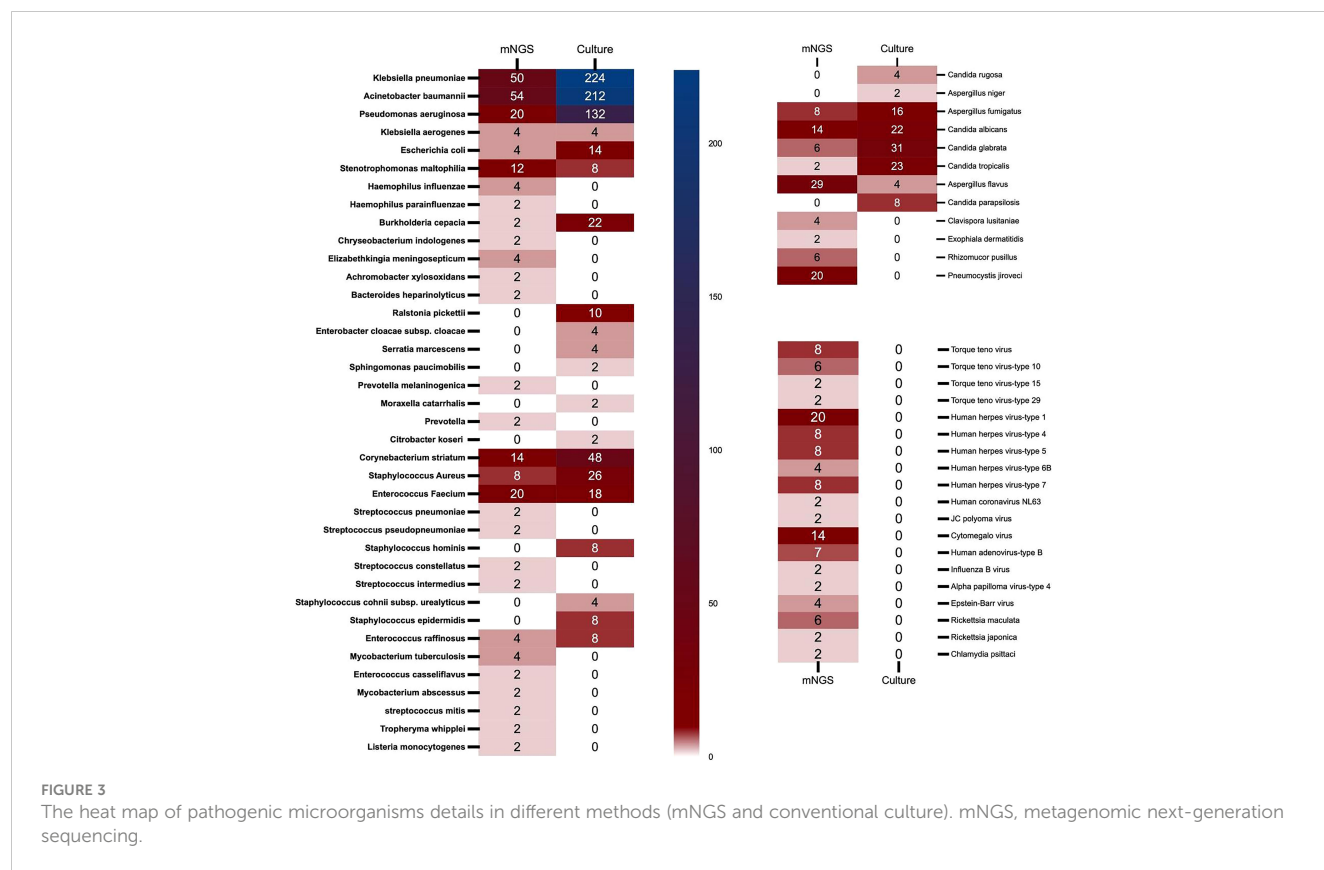 mNGS Culture
Klebsiella pneumoniae 50 224
Acinetobacter baumannii 54 212
Pseudomonas aeruginosa 20 132
Klebsiella aerogenes 4 4
Escherichia coli 14 4
Stenotrophomonas maltophilia 12 8
Haemophilus influenzae 4 0
Haemophilus parainfluenzae 2 0
Burkholderia cepacia 2 22
Chryseobacterium indologenes 2 0
Elizabethkingia meningosepticum 4 0
Achromobacter xylosoxidans 2 0
Bacteroides heparinolyticus 2 0
Ralstonia pickettii 0 10
Enterobacter cloacae subsp. cloacae 0 4
Serratia marcescens 0 4
Sphingomonas paucimobilis 0 2
Prevotella melaninogenica 2 0
Moraxella catarrhalis 0 2
Prevotella 2 0
Citrobacter koseri 0 2
Corynebacterium striatum 14 48
Staphylococcus Aureus 8 26
Enterococcus Faecium 20 18
Streptococcus pneumoniae 2 0
Streptococcus pseudopneumoniae 2 0
Staphylococcus hominis 0 8
Streptococcus constellatus 2 0
Streptococcus intermedius 2 0
Staphylococcus cohnii subsp. urealyticus 0 4
Staphylococcus epidermidis 0 8
Enterococcus raffinosus 4 8
Mycobacterium tuberculosis 4 0
Enterococcus casseliflavus 2 0
Mycobacterium abscessus 2 0
streptococcus mitis 2 0
Tropheryma whipplei 2 0
Listeria monocytogenes 2 0
200
150
100
50
0
mNGS Culture
0 4 Candida rugosa
0 2 Aspergillus niger
8 16 Aspergillus fumigatus
14 22 Candida albicans
6 31 Candida glabrata
2 23 Candida tropicalis
29 4 Aspergillus flavus
0 8 Candida parapsilosis
4 0 Clavispora lusitaniae
2 0 Exophiala dermatitidis
6 0 Rhizomucor pusillus
20 0 Pneumocystis jiroveci
8 0 Torque teno virus
6 0 Torque teno virus-type 10
2 0 Torque teno virus-type 15
2 0 Torque teno virus-type 29
20 0 Human herpes virus-type 1
8 0 Human herpes virus-type 4
8 0 Human herpes virus-type 5
4 0 Human herpes virus-type 6B
8 0 Human herpes virus-type 7
2 0 Human coronavirus NL63
2 0 JC polyoma virus
14 0 Cytomegalo virus
7 0 Human adenovirus-type B
2 0 Influenza B virus
2 0 Alpha papilloma virus-type 4
4 0 Epstein-Barr virus
6 0 Rickettsia maculata
2 0 Rickettsia japonica
2 0 Chlamydia psittaci
mNGS Culture
FIGURE 3
The heat map of pathogenic microorganisms details in different methods (mNGS and conventional culture). mNGS, metagenomic next-generation
sequencing.